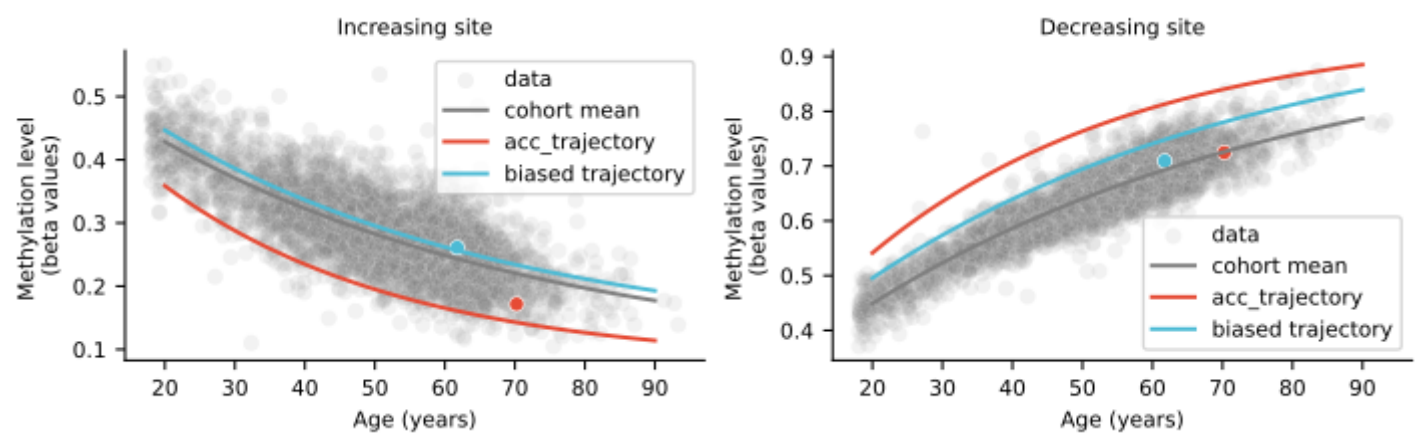 Increasing site
Methylation level
(beta values)
0.5
0.4
0.3
0.2
0.1
data
cohort mean
acc_trajectory
biased trajectory
20 30 40 50 60 70 80 90
Age (years)
Decreasing site
Methylation level
(beta values)
0.9
0.8
0.7
0.6
0.5
0.4
data
cohort mean
acc_trajectory
biased trajectory
20 30 40 50 60 70 80 90
Age (years)